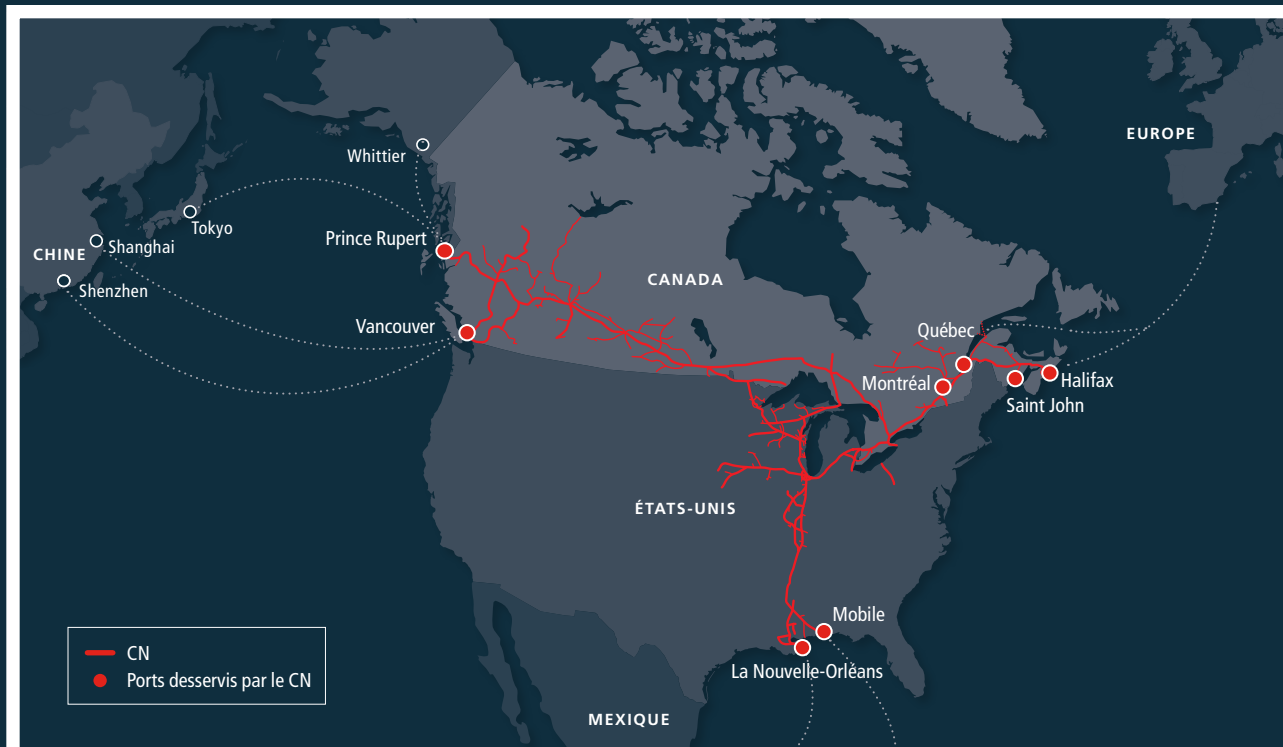 EUROPE
Whittier
Tokyo
Prince Rupert
Shanghai
CHINE
Shenzhen
CANADA
Vancouver
Québec
Montréal
Halifax
Saint John
ÉTATS-UNIS
Mobile
La Nouvelle-Orléans
CN
Ports desservis par le CN
MEXIQUE